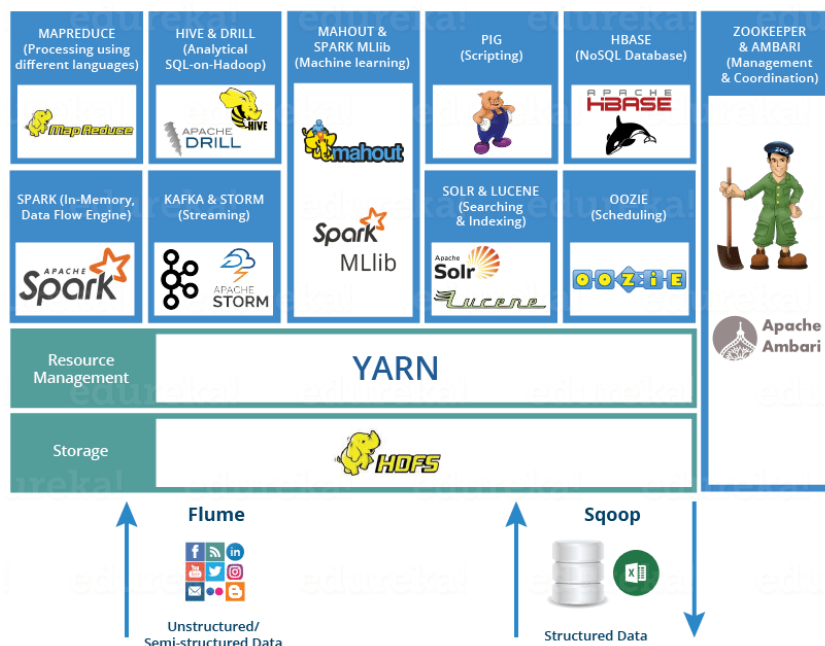 MAPREDUCE
(Processing using
different languages)
MapReduce
HIVE & DRILL
(Analytical
SQL-on-Hadoop)
HIVE
APACHE
DRILL
MAHOUT &
SPARK MLlib
(Machine learning)
mahout
Spark
MLlib
PIG
(Scripting)
HBASE
(NoSQL Database)
APACHE
HBASE
ZOOKEEPER
& AMBARI
(Management
& Coordination)
ZOO
Apache
Ambari
SPARK (In-Memory,
Data Flow Engine)
APACHE
Spark
KAFKA & STORM
(Streaming)
APACHE
STORM
SOLR & LUCENE
(Searching
& Indexing)
Apache
Solr
Lucene
OOZIE
(Scheduling)
OOZiE
Resource
Management
YARN
Storage
HDFS
Flume
Unstructured/
Semi-structured Data
Sqoop
Structured Data
edureka!